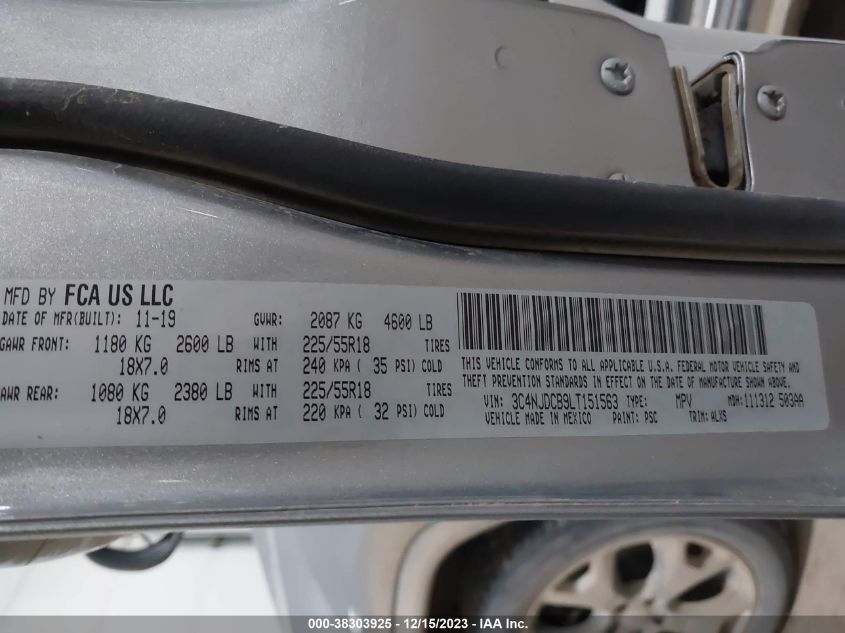 MFD BY FCA US LLC
DATE OF MFR(BUILT): 11-19 GVWR: 2087 KG 4600 LB
GAWR FRONT: 1180 KG 2600 LB WITH 225/55R18 TIRES
18X7.0 RIMS AT 240 KPA ( 35 PSI) COLD
AWR REAR: 1080 KG 2380 LB WITH 225/55R18 TIRES
18X7.0 RIMS AT 220 KPA ( 32 PSI) COLD
THIS VEHICLE CONFORMS TO ALL APPLICABLE U.S.A. FEDERAL MOTOR VEHICLE SAFETY AND
THEFT PREVENTION STANDARDS IN EFFECT ON THE DATE OF MANUFACTURE SHOWN ABOVE.
VIN: 3C4NJDCB9LT151563 TYPE: MPV MDH:111312 503AA
VEHICLE MADE IN MEXICO PAINT: PSC TRIM: ALXS
000-38303925 - 12/15/2023 - IAA Inc.